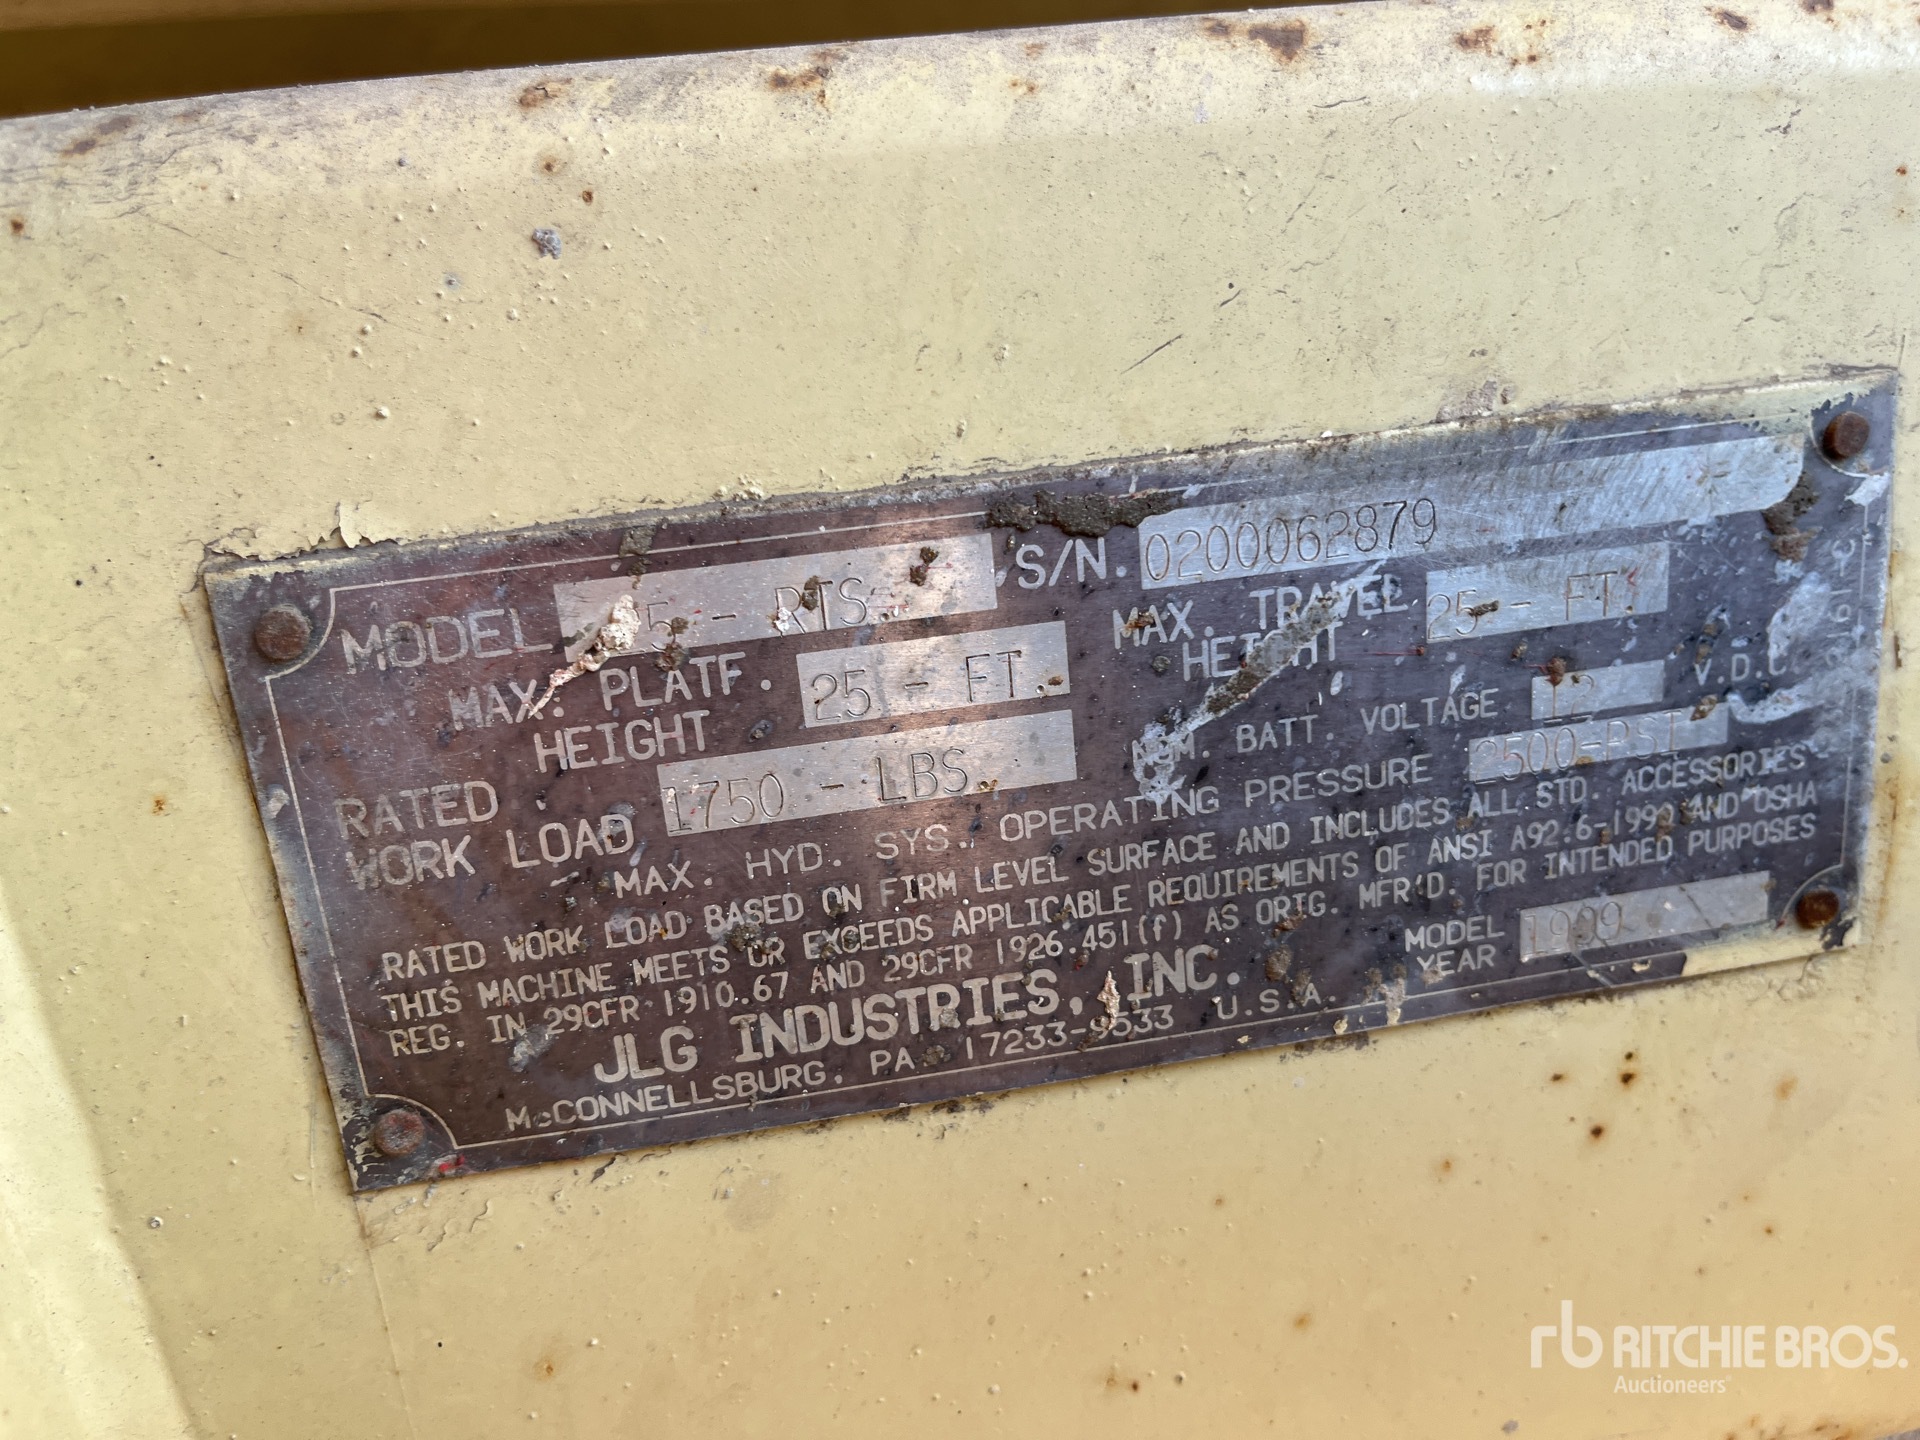 MODEL 5 - RTS S/N. 0200062879
MAX. PLATF. HEIGHT 25 - FT. MAX. TRAVEL HEIGHT 25 - FT.
RATED WORK LOAD 1750 - LBS. NOM. BATT. VOLTAGE 12 V.D.C.
MAX. HYD. SYS. OPERATING PRESSURE 2500-PSI
RATED WORK LOAD BASED ON FIRM LEVEL SURFACE AND INCLUDES ALL STD. ACCESSORIES
THIS MACHINE MEETS OR EXCEEDS APPLICABLE REQUIREMENTS OF ANSI A92.6-1990 AND OSHA
REG. IN 29CFR 1910.67 AND 29CFR 1926.451(f) AS ORIG. MFR'D. FOR INTENDED PURPOSES
JLG INDUSTRIES, INC. MODEL YEAR
McCONNELLSBURG, PA. 17233-9533 U.S.A.
rb RITCHIE BROS.
Auctioneers